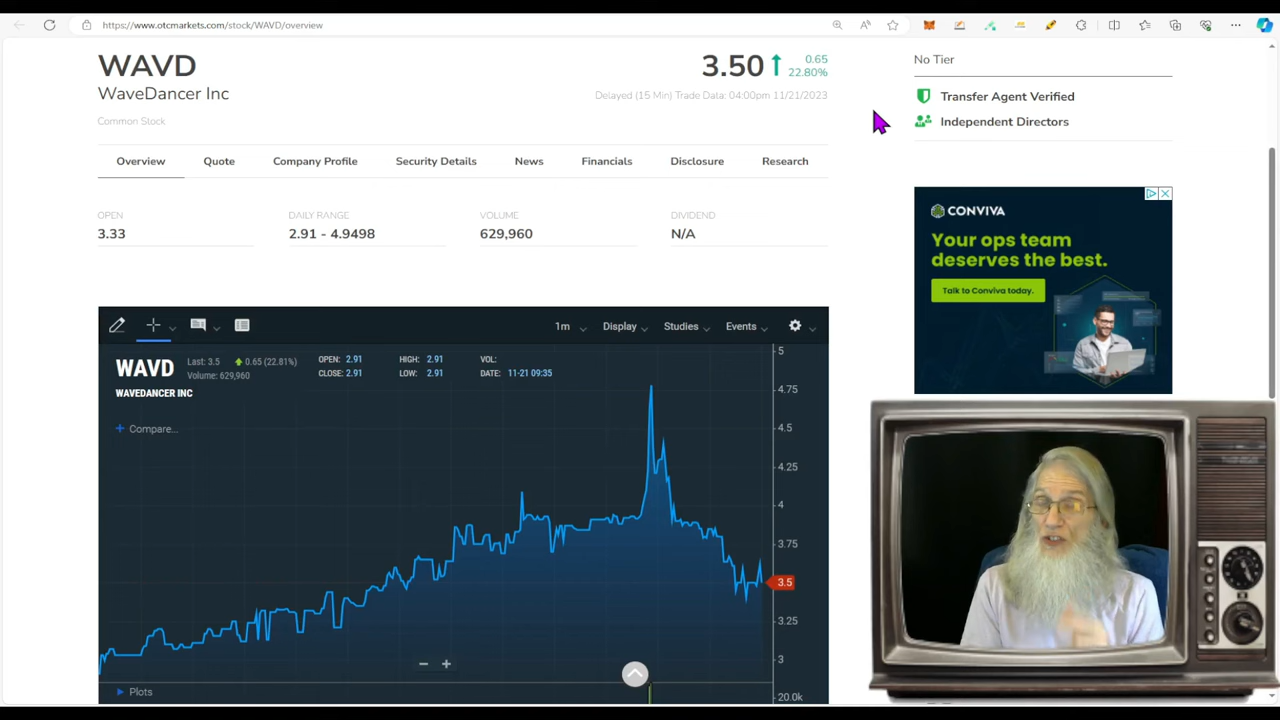 https://www.otcmarkets.com/stock/WAVD/overview
WAVD
WaveDancer Inc
Common Stock
3.50
0.65
22.80%
Delayed (15 Min) Trade Data: 04:00pm 11/21/2023
No Tier
Transfer Agent Verified
Independent Directors
Overview
Quote
Company Profile
Security Details
News
Financials
Disclosure
Research
OPEN
3.33
DAILY RANGE
2.91 - 4.9498
VOLUME
629,960
DIVIDEND
N/A
CONVIVA
Your ops team
deserves the best.
Talk to Conviva today.
1m
Display
Studies
Events
WAVD
WAVEDANCER INC
Last: 3.5 0.65 (22.81%)
Volume: 629,960
OPEN: 2.91
CLOSE: 2.91
HIGH: 2.91
LOW: 2.91
VOL:
DATE: 11-21 09:35
+ Compare...
5
4.75
4.5
4.25
4
3.75
3.5
3.25
3
20.0k
Plots